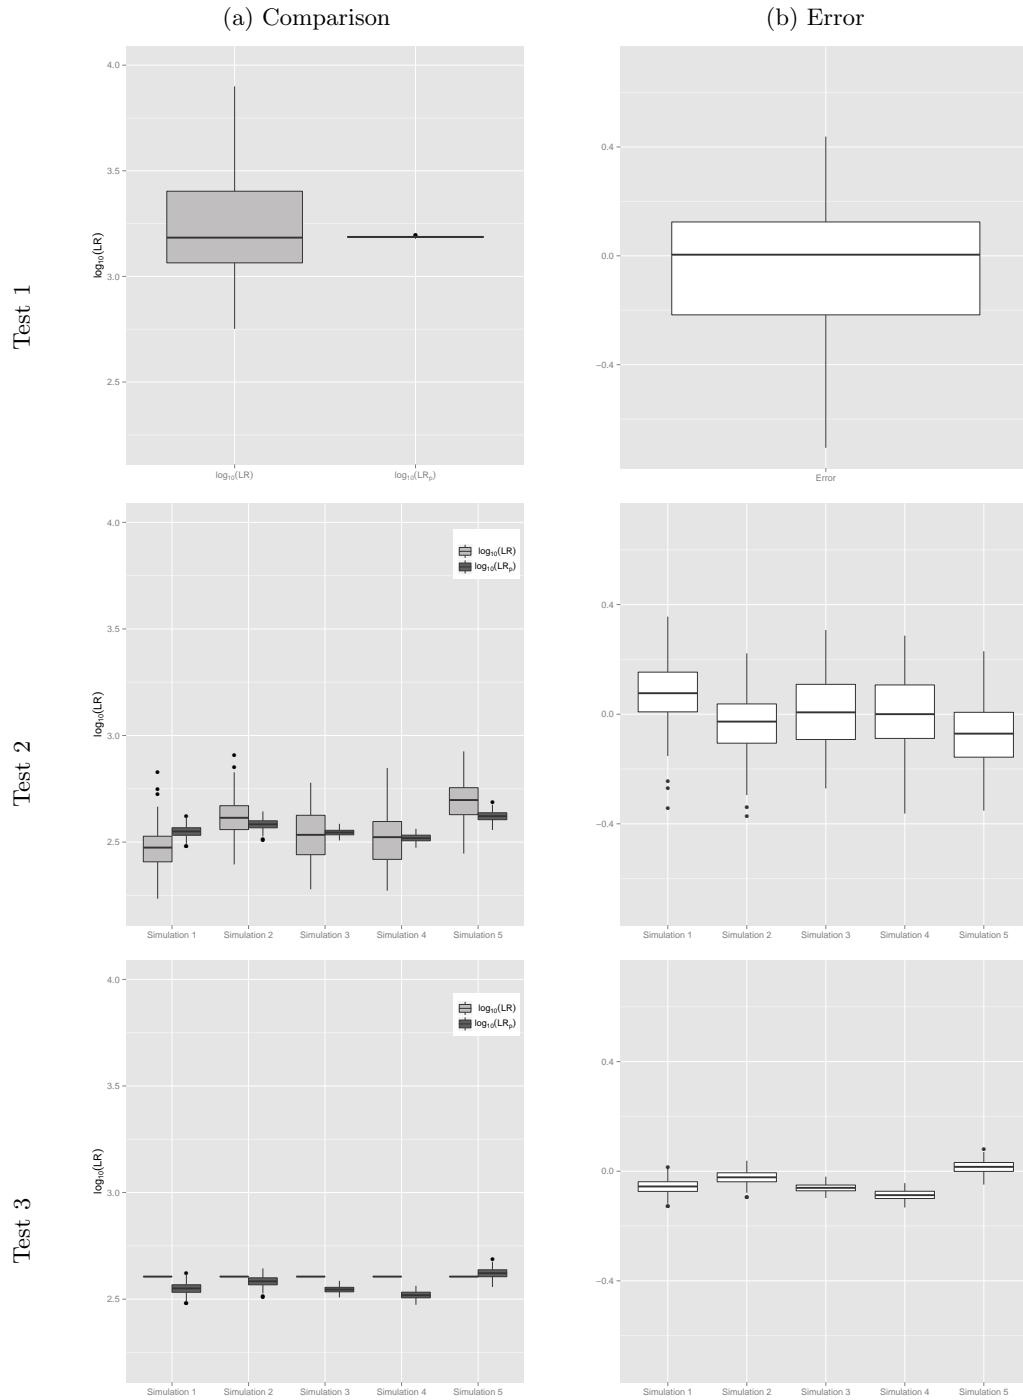 (a) Comparison
(b) Error
Test 1
log₁₀(LR)
4.0
3.5
3.0
2.5
log₁₀(LR)
log₁₀(LRₚ)
0.4
0.0
−0.4
Error
Test 2
log₁₀(LR)
4.0
3.5
3.0
2.5
log₁₀(LR)
log₁₀(LRₚ)
Simulation 1 Simulation 2 Simulation 3 Simulation 4 Simulation 5
0.4
0.0
−0.4
Simulation 1 Simulation 2 Simulation 3 Simulation 4 Simulation 5
Test 3
log₁₀(LR)
4.0
3.5
3.0
2.5
log₁₀(LR)
log₁₀(LRₚ)
Simulation 1 Simulation 2 Simulation 3 Simulation 4 Simulation 5
0.4
0.0
−0.4
Simulation 1 Simulation 2 Simulation 3 Simulation 4 Simulation 5